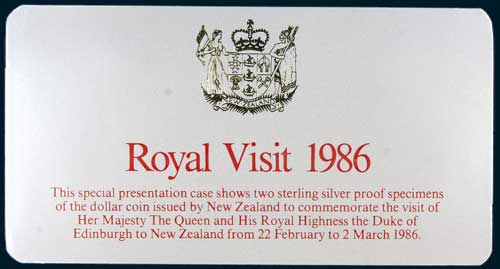 NEW ZEALAND
Royal Visit 1986
This special presentation case shows two sterling silver proof specimens
of the dollar coin issued by New Zealand to commemorate the visit of
Her Majesty The Queen and His Royal Highness the Duke of
Edinburgh to New Zealand from 22 February to 2 March 1986.